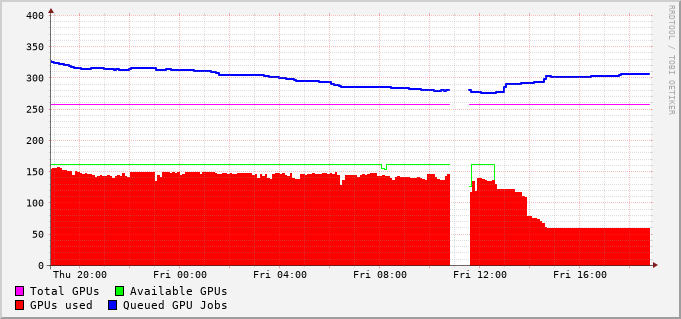 400
350
300
250
200
150
100
50
0
Thu 20:00 Fri 00:00 Fri 04:00 Fri 08:00 Fri 12:00 Fri 16:00
Total GPUs Available GPUs
GPUs used Queued GPU Jobs
RRDTOOL / TOBI OETIKER